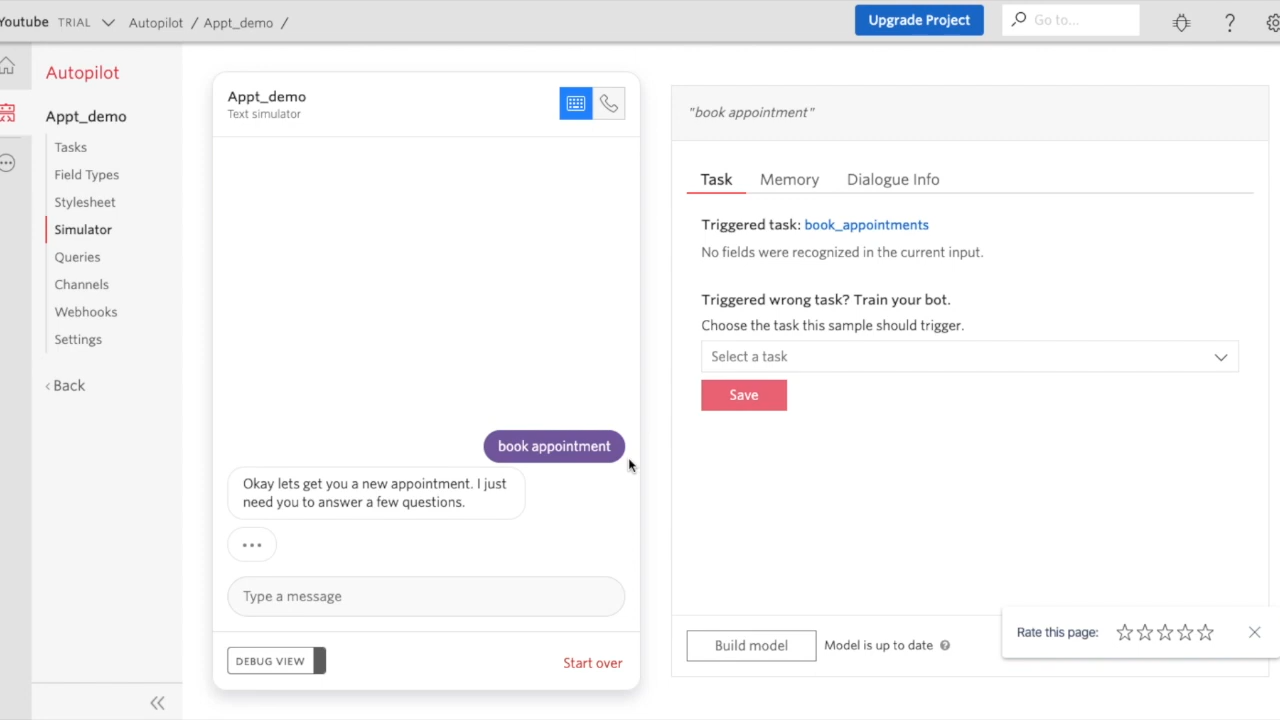 Youtube TRIAL Autopilot / Appt_demo /
Upgrade Project
Go to...
?
Autopilot
Appt_demo
Tasks
Field Types
Stylesheet
Simulator
Queries
Channels
Webhooks
Settings
‹ Back
Appt_demo
Text simulator
book appointment
Okay lets get you a new appointment. I just
need you to answer a few questions.
Type a message
DEBUG VIEW
Start over
"book appointment"
Task Memory Dialogue Info
Triggered task: book_appointments
No fields were recognized in the current input.
Triggered wrong task? Train your bot.
Choose the task this sample should trigger.
Select a task
Save
Build model
Model is up to date
Rate this page: